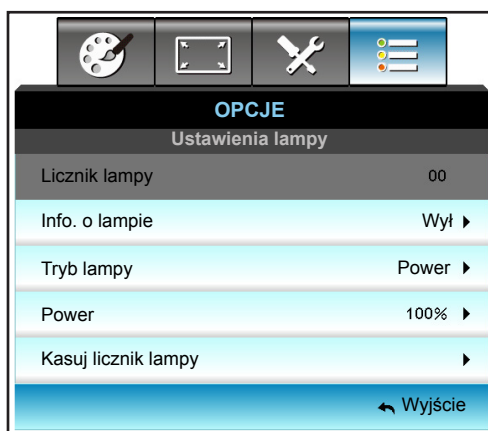 OPCJE
Ustawienia lampy
Licznik lampy 00
Info. o lampie Wył
Tryb lampy Power
Power 100%
Kasuj licznik lampy
Wyjście